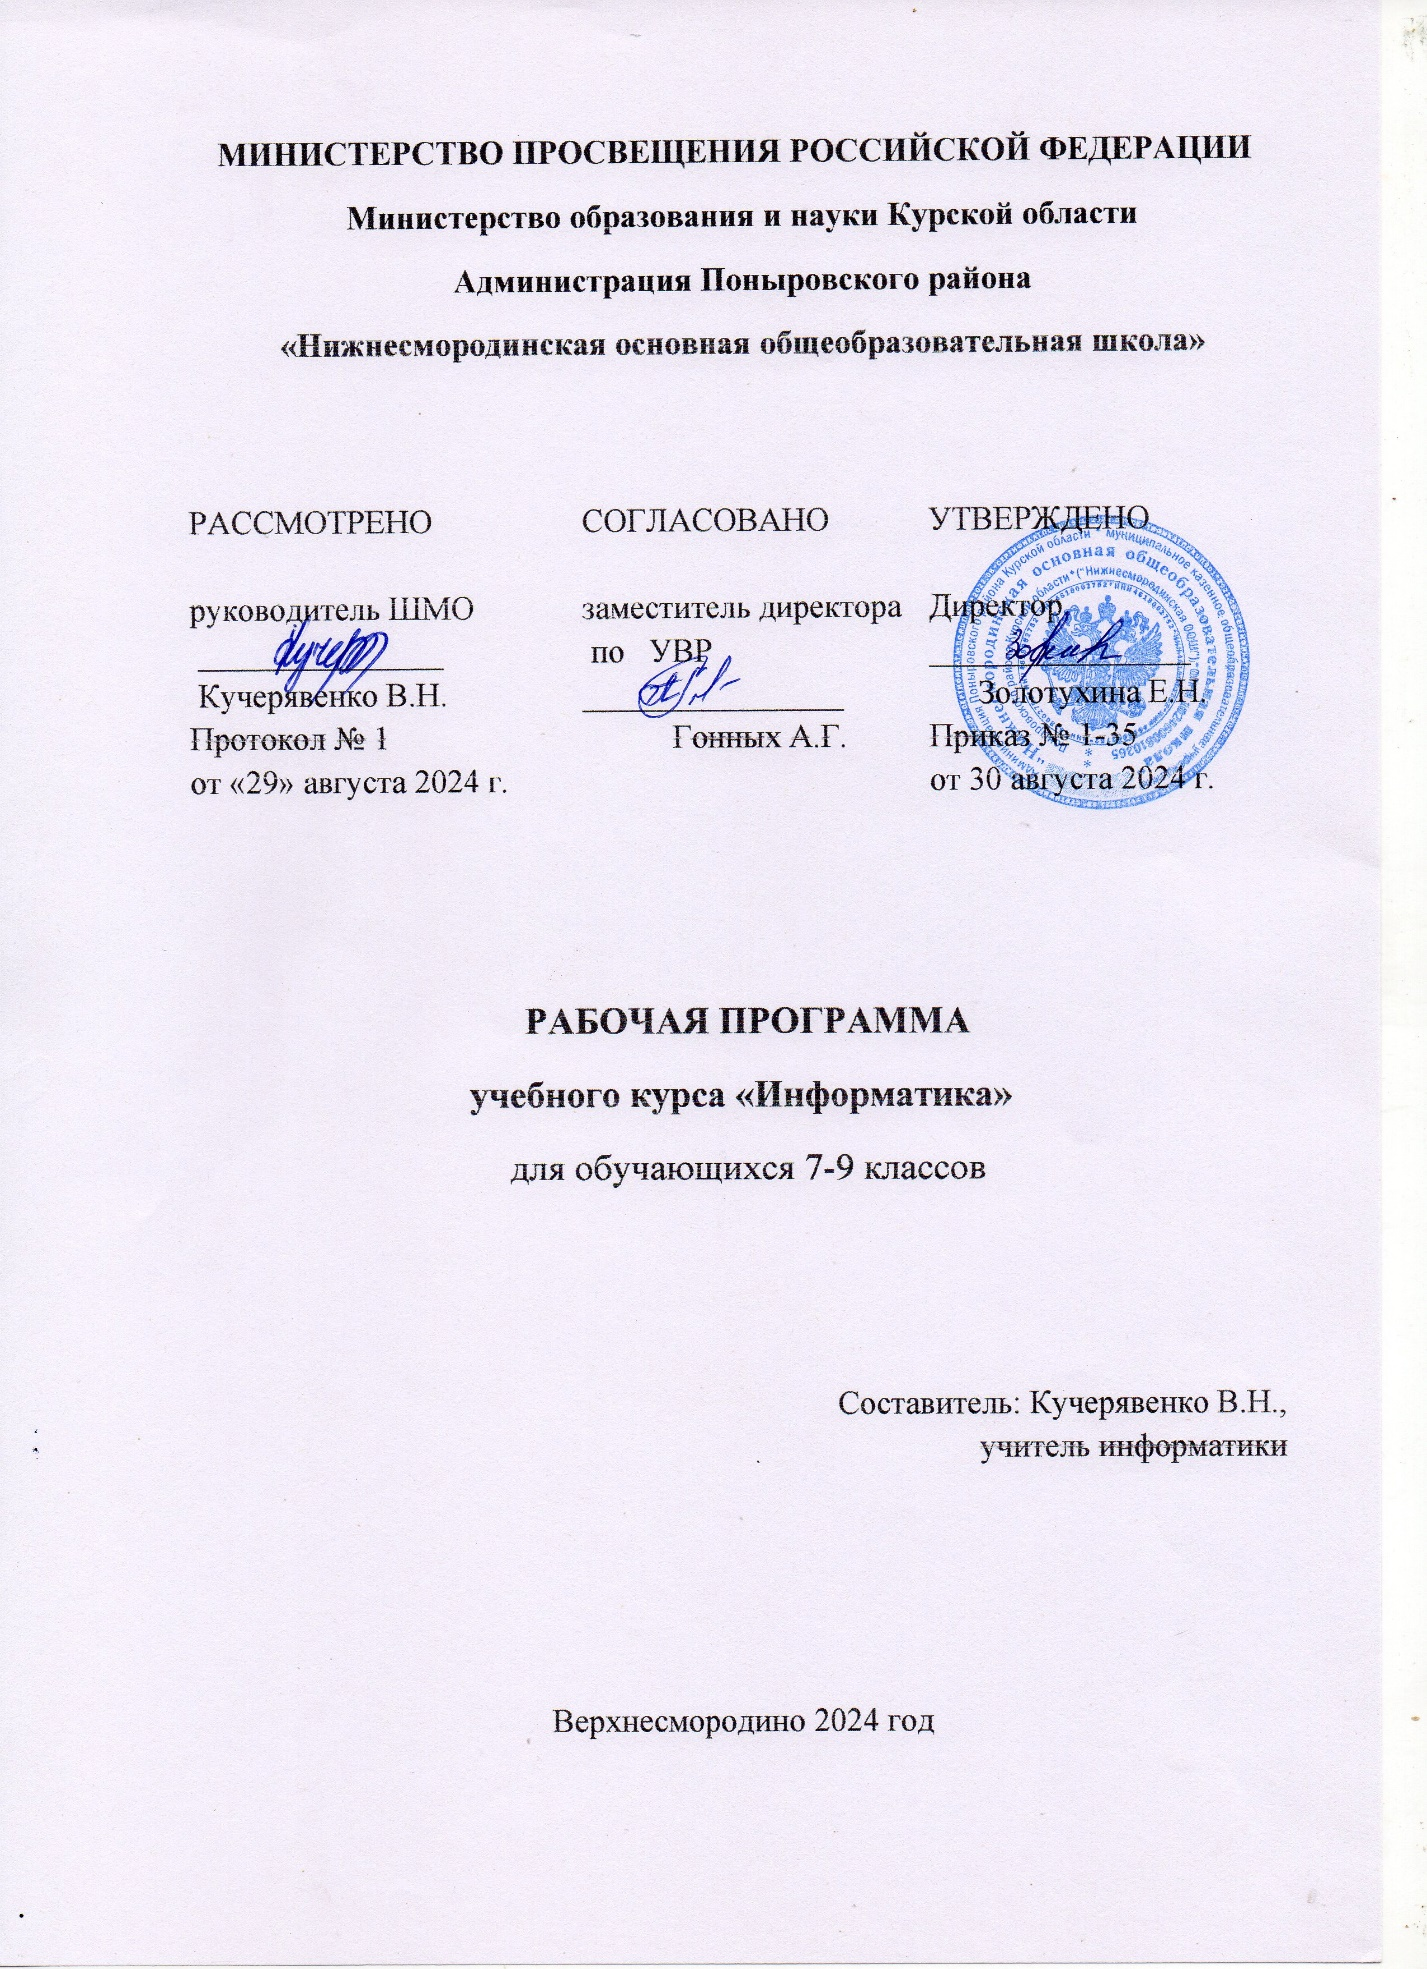 МИНИСТЕРСТВО ПРОСВЕЩЕНИЯ РОССИЙСКОЙ ФЕДЕРАЦИИ
Министерство образования и науки Курской области
Администрация Поныровского района
«Нижнесмородинская основная общеобразовательная школа»
РАССМОТРЕНО
руководитель ШМО
Кучерявенко В.Н.
Протокол № 1
от «29» августа 2024 г.
СОГЛАСОВАНО
заместитель директора
по УВР
Гонных А.Г.
УТВЕРЖДЕНО
Директор
Золотухина Е.Н.
Приказ № 1-35
от 30 августа 2024 г.
РАБОЧАЯ ПРОГРАММА
учебного курса «Информатика»
для обучающихся 7-9 классов
Составитель: Кучерявенко В.Н.,
учитель информатики
Верхнесмородино 2024 год